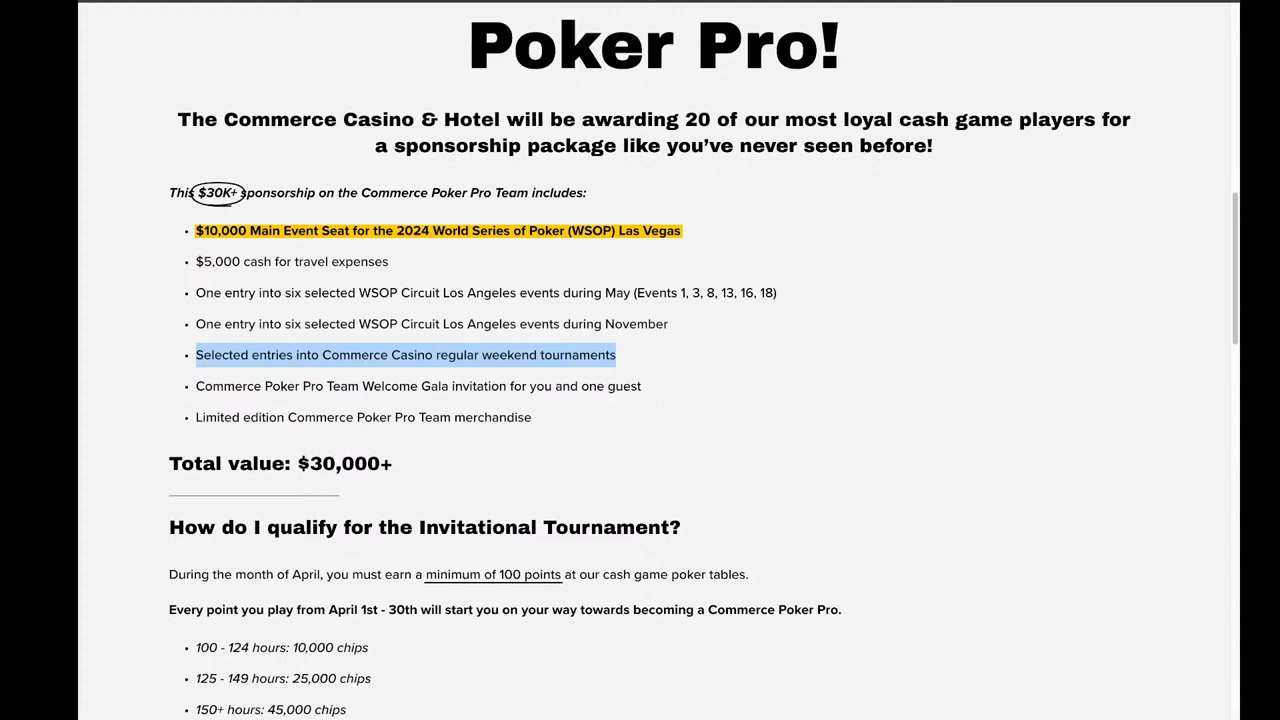 Poker Pro!
The Commerce Casino & Hotel will be awarding 20 of our most loyal cash game players for
a sponsorship package like you’ve never seen before!
This $30K+ sponsorship on the Commerce Poker Pro Team includes:
• $10,000 Main Event Seat for the 2024 World Series of Poker (WSOP) Las Vegas
• $5,000 cash for travel expenses
• One entry into six selected WSOP Circuit Los Angeles events during May (Events 1, 3, 8, 13, 16, 18)
• One entry into six selected WSOP Circuit Los Angeles events during November
• Selected entries into Commerce Casino regular weekend tournaments
• Commerce Poker Pro Team Welcome Gala invitation for you and one guest
• Limited edition Commerce Poker Pro Team merchandise
Total value: $30,000+
How do I qualify for the Invitational Tournament?
During the month of April, you must earn a minimum of 100 points at our cash game poker tables.
Every point you play from April 1st - 30th will start you on your way towards becoming a Commerce Poker Pro.
• 100 - 124 hours: 10,000 chips
• 125 - 149 hours: 25,000 chips
• 150+ hours: 45,000 chips